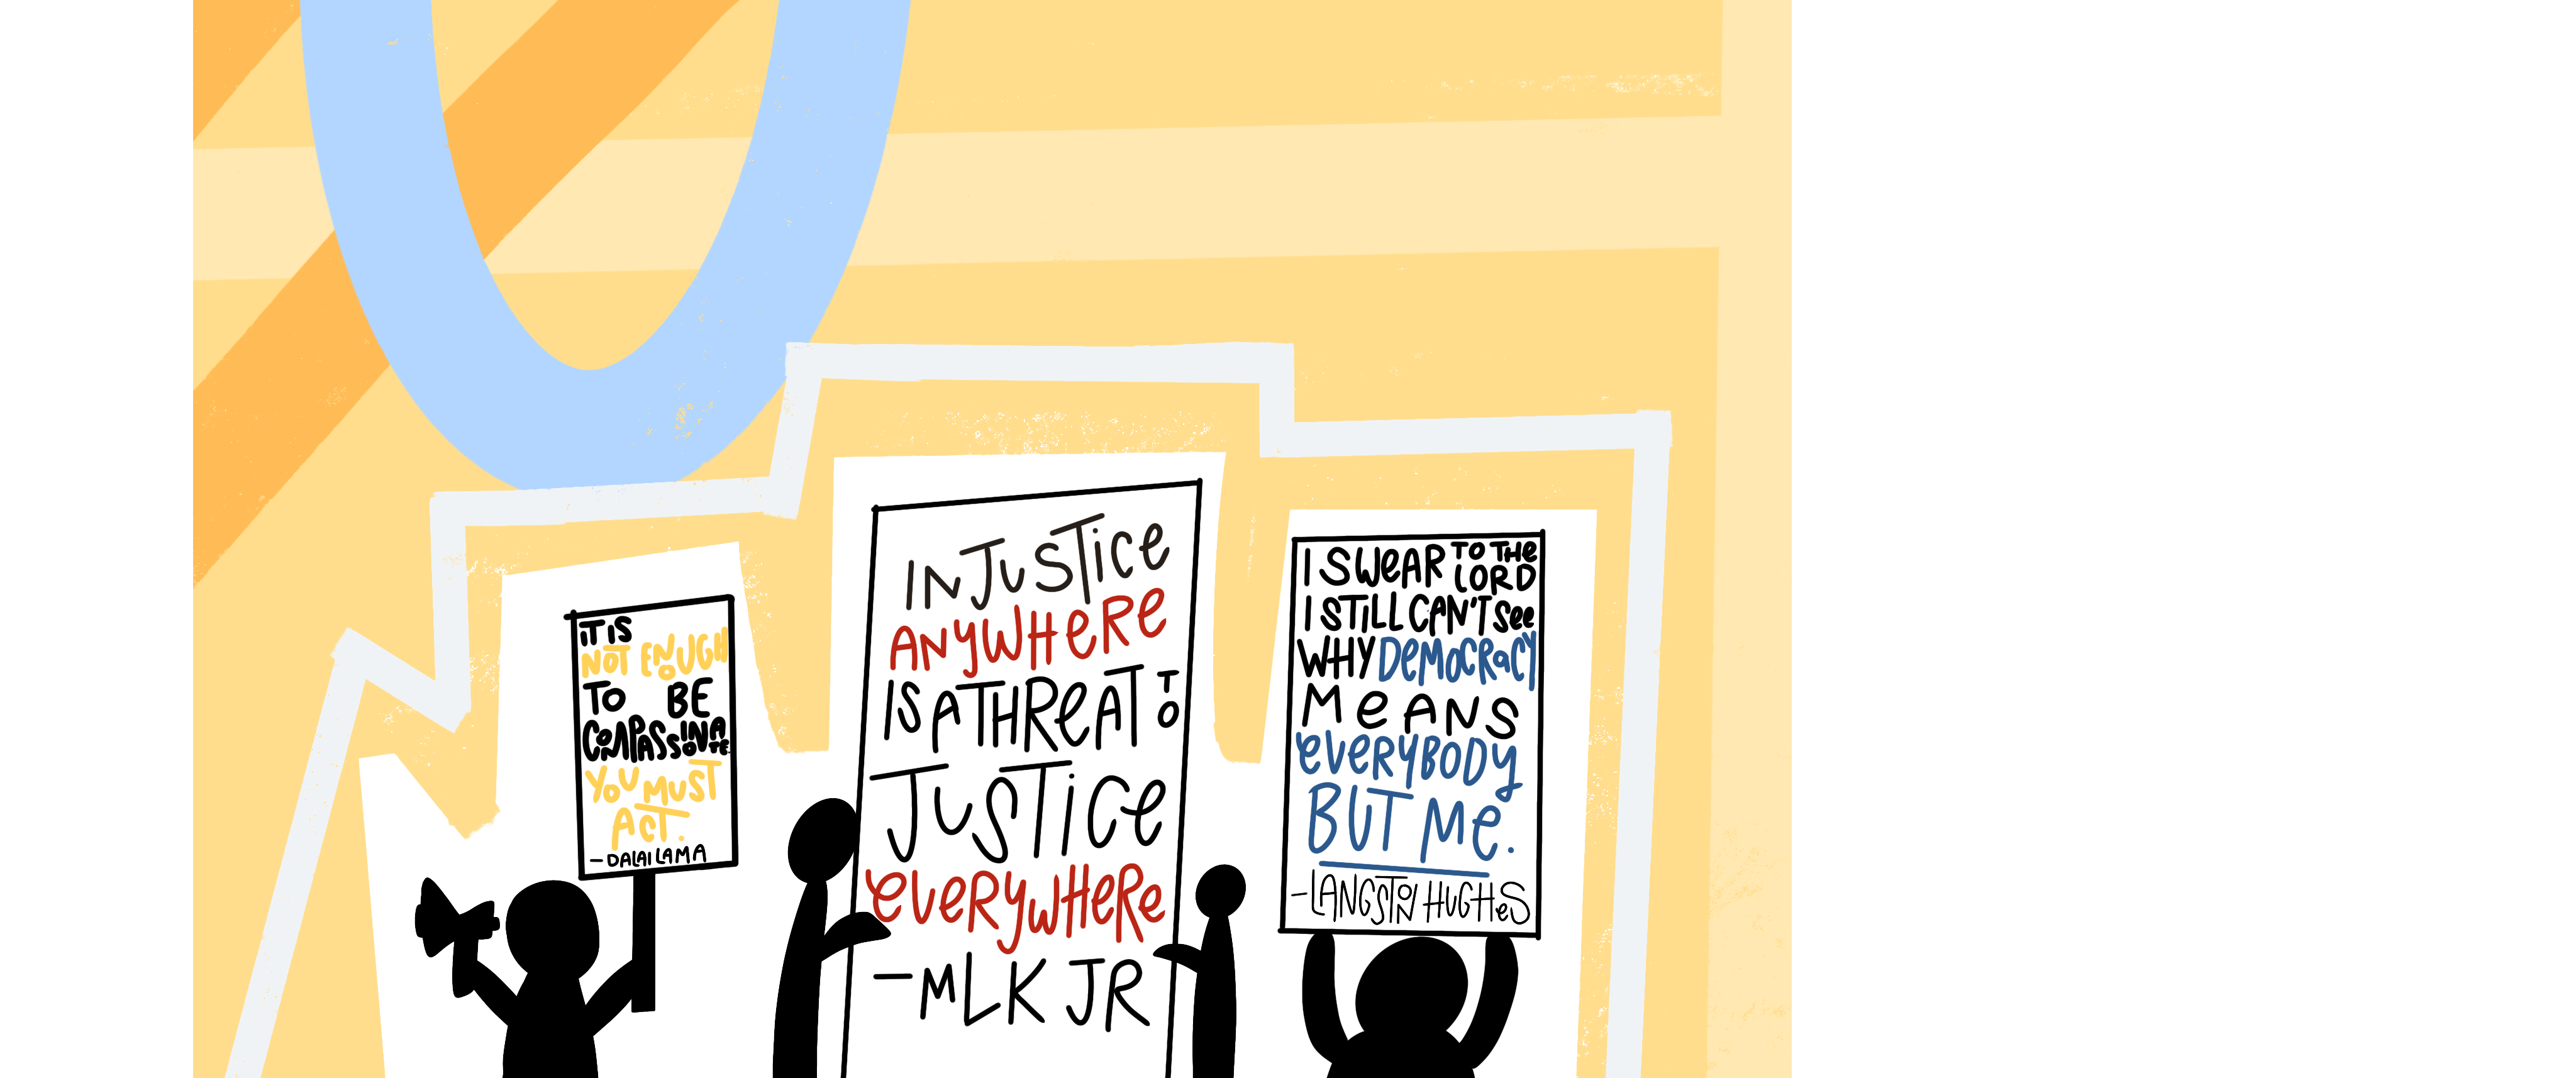 iT iS
NOT ENOUGH
TO BE
COMPASSIONATE
YOU MUST
ACT.
-DALAI LAMA
INJUSTiCe
ANYWHERe
IS A THReAT TO
JUSTiCe
eVeRYWHeRe
-MLK JR
I SWeAR TO THe LORD
I STiLL CAN'T See
WHY DeMOCRaCY
MeANS
eVeRYBODY
BUT Me.
-LANGSTON HUGHeS